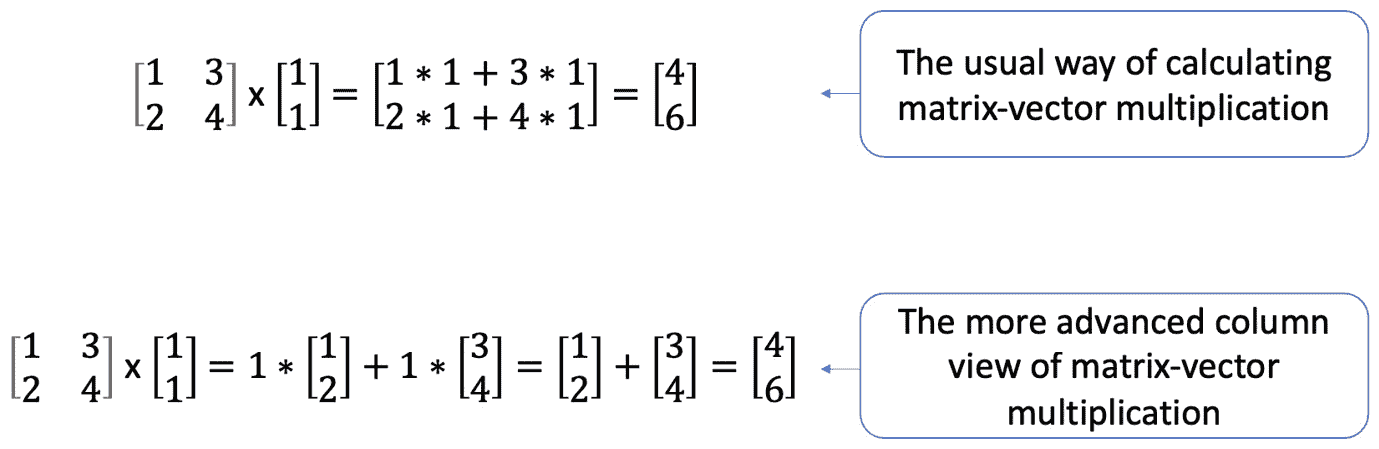 [1 3
2 4] x [1
1] = [1 * 1 + 3 * 1
2 * 1 + 4 * 1] = [4
6]
The usual way of calculating
matrix-vector multiplication
[1 3
2 4] x [1
1] = 1 * [1
2] + 1 * [3
4] = [1
2] + [3
4] = [4
6]
The more advanced column
view of matrix-vector
multiplication